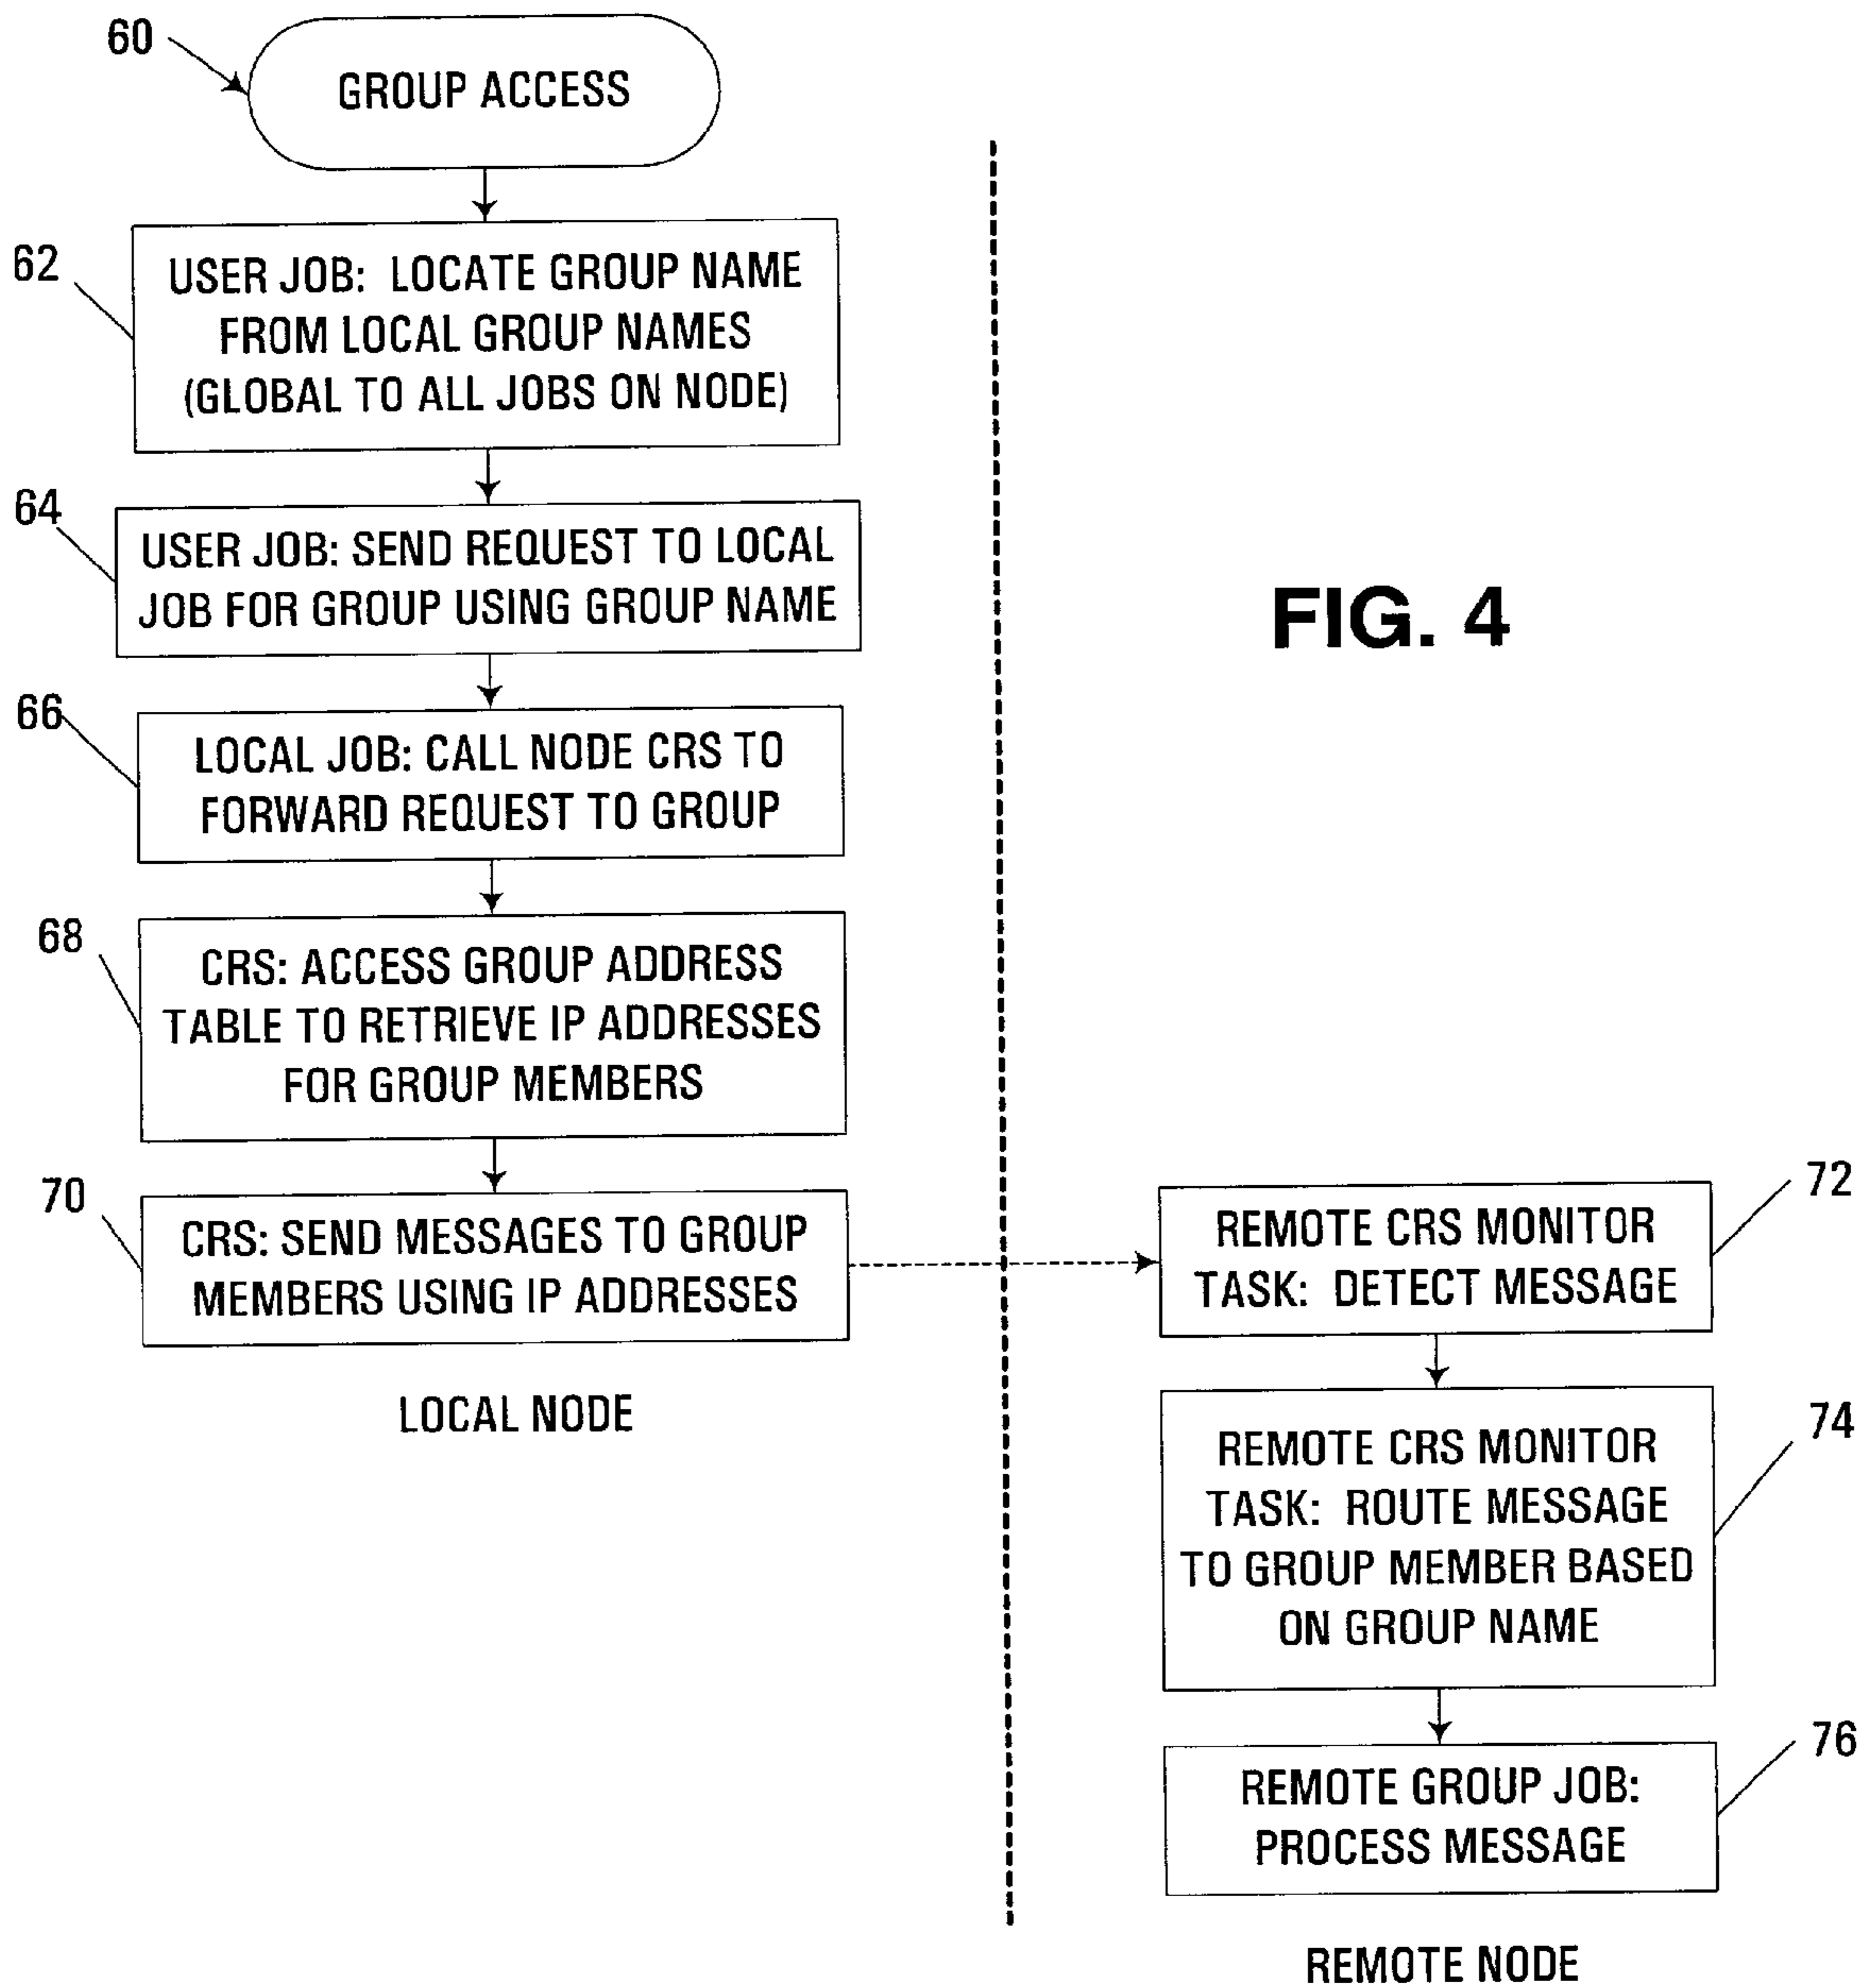 60
GROUP ACCESS
62
USER JOB: LOCATE GROUP NAME
FROM LOCAL GROUP NAMES
(GLOBAL TO ALL JOBS ON NODE)
64
USER JOB: SEND REQUEST TO LOCAL
JOB FOR GROUP USING GROUP NAME
FIG. 4
66
LOCAL JOB: CALL NODE CRS TO
FORWARD REQUEST TO GROUP
68
CRS: ACCESS GROUP ADDRESS
TABLE TO RETRIEVE IP ADDRESSES
FOR GROUP MEMBERS
70
CRS: SEND MESSAGES TO GROUP
MEMBERS USING IP ADDRESSES
LOCAL NODE
72
REMOTE CRS MONITOR
TASK: DETECT MESSAGE
74
REMOTE CRS MONITOR
TASK: ROUTE MESSAGE
TO GROUP MEMBER BASED
ON GROUP NAME
76
REMOTE GROUP JOB:
PROCESS MESSAGE
REMOTE NODE